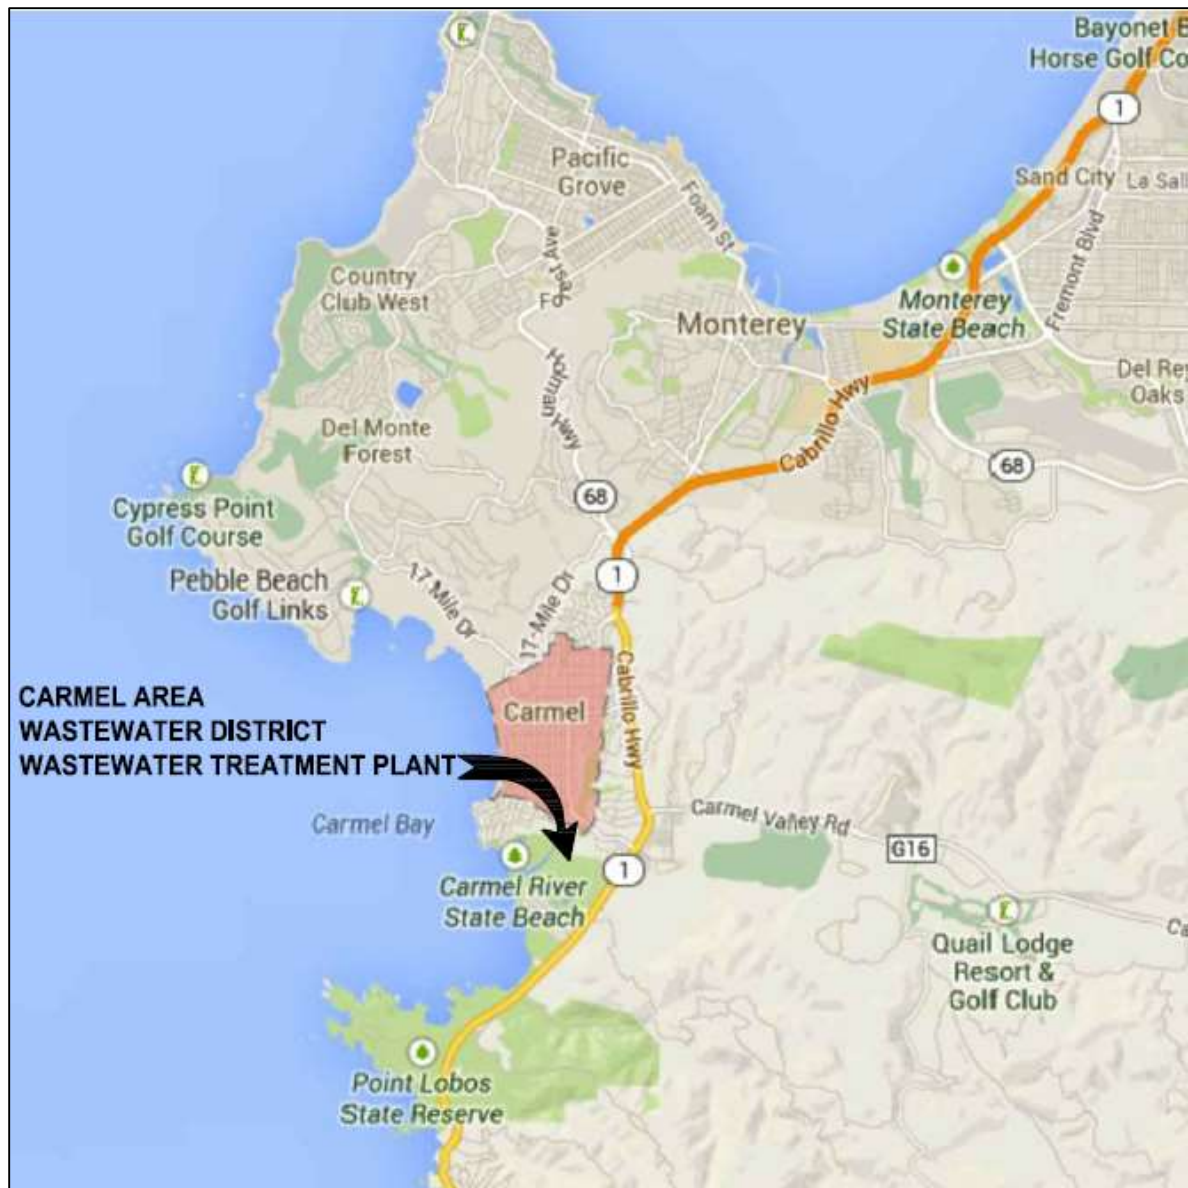 Bayonet B
Horse Golf Co
1
Pacific
Grove
Sand City
La Sall
Foam St
Fremont Blvd
Forest Ave
Fo
Country
Club West
Monterey
State Beach
Monterey
Holman Hwy
Del Rey
Oaks
Cabrillo Hwy
Del Monte
Forest
68
68
Cypress Point
Golf Course
1
Pebble Beach
Golf Links
17 Mile Dr
17-Mile Dr
Cabrillo Hwy
CARMEL AREA
WASTEWATER DISTRICT
WASTEWATER TREATMENT PLANT
Carmel
Carmel Bay
Carmel Valley Rd
G16
1
Carmel River
State Beach
Ca
Quail Lodge
Resort &
Golf Club
Point Lobos
State Reserve